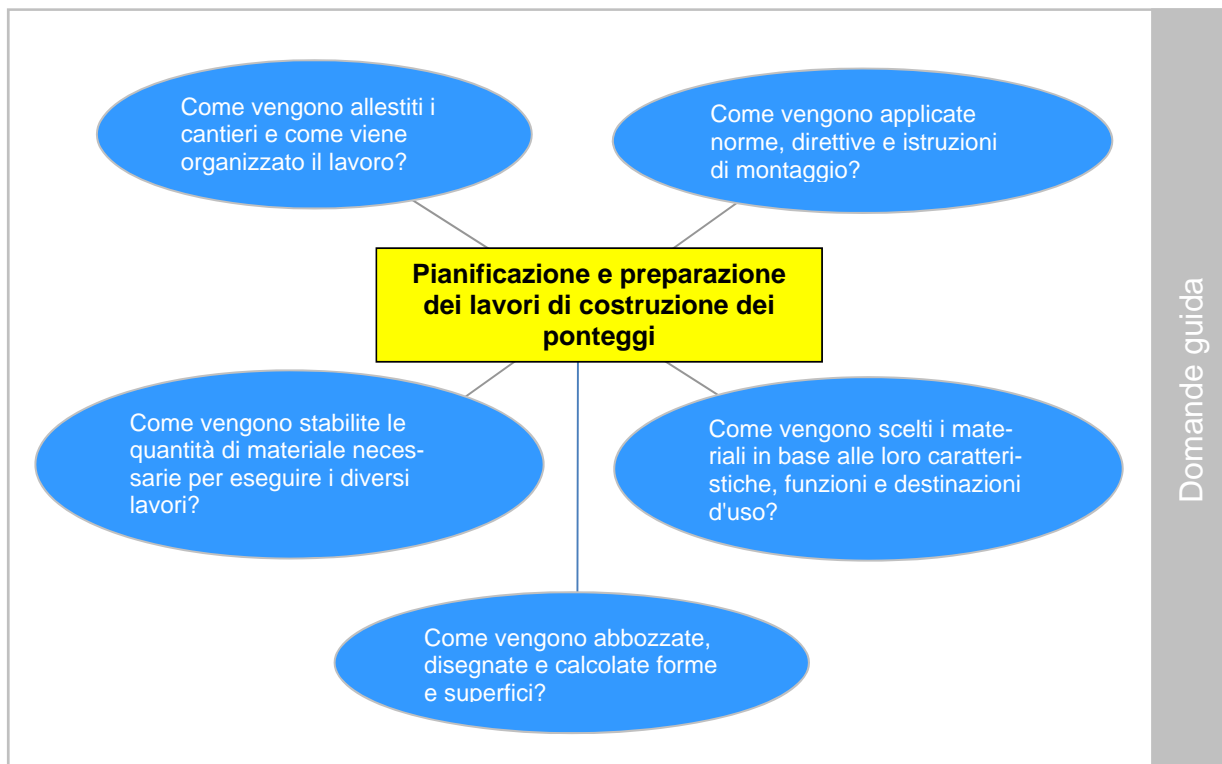 Come vengono allestiti i
cantieri e come viene
organizzato il lavoro?
Come vengono applicate
norme, direttive e istruzioni
di montaggio?
Pianificazione e preparazione
dei lavori di costruzione dei
ponteggi
Come vengono stabilite le
quantità di materiale neces-
sarie per eseguire i diversi
lavori?
Come vengono scelti i mate-
riali in base alle loro caratteri-
stiche, funzioni e destinazioni
d'uso?
Come vengono abbozzate,
disegnate e calcolate forme
e superfici?
Domande guida